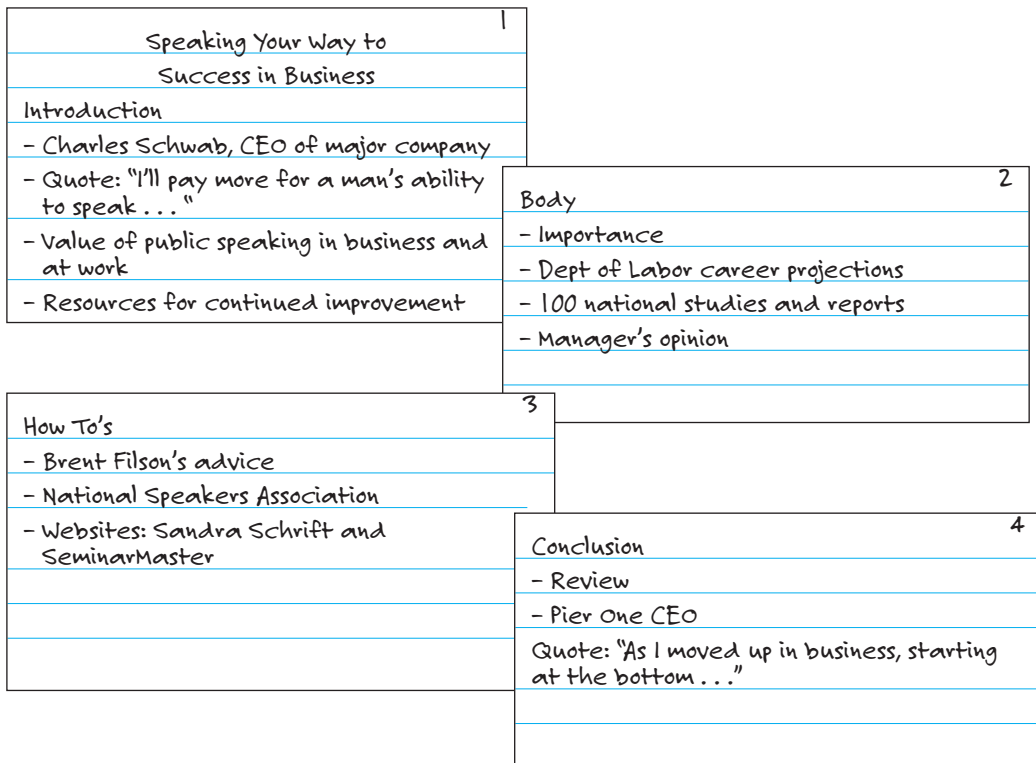 1
Speaking Your Way to
Success in Business
Introduction
- Charles Schwab, CEO of major company
- Quote: "I'll pay more for a man's ability
to speak . . . "
- Value of public speaking in business and
at work
- Resources for continued improvement
2
Body
- Importance
- Dept of Labor career projections
- 100 national studies and reports
- Manager's opinion
3
How To's
- Brent Filson's advice
- National Speakers Association
- Websites: Sandra Schrift and
SeminarMaster
4
Conclusion
- Review
- Pier One CEO
Quote: "As I moved up in business, starting
at the bottom . . ."